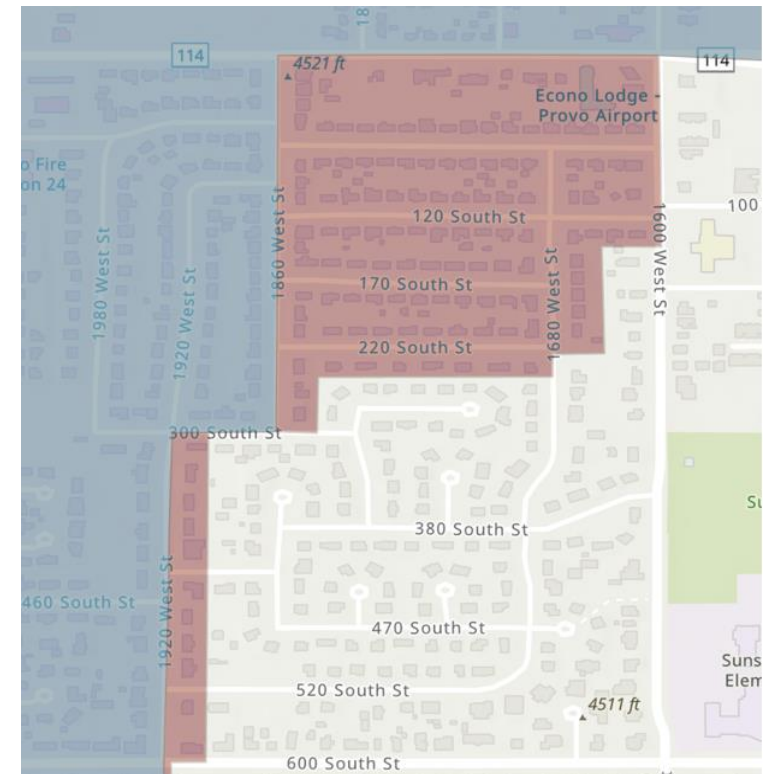 18
114
4521 ft
114
Econo Lodge -
Provo Airport
o Fire
on 24
100
120 South St
1860 West St
1600 West St
1980 West St
1920 West St
170 South St
1680 West St
220 South St
300 South St
380 South St
Su
1920 West St
460 South St
470 South St
Suns
Elem
520 South St
4511 ft
600 South St